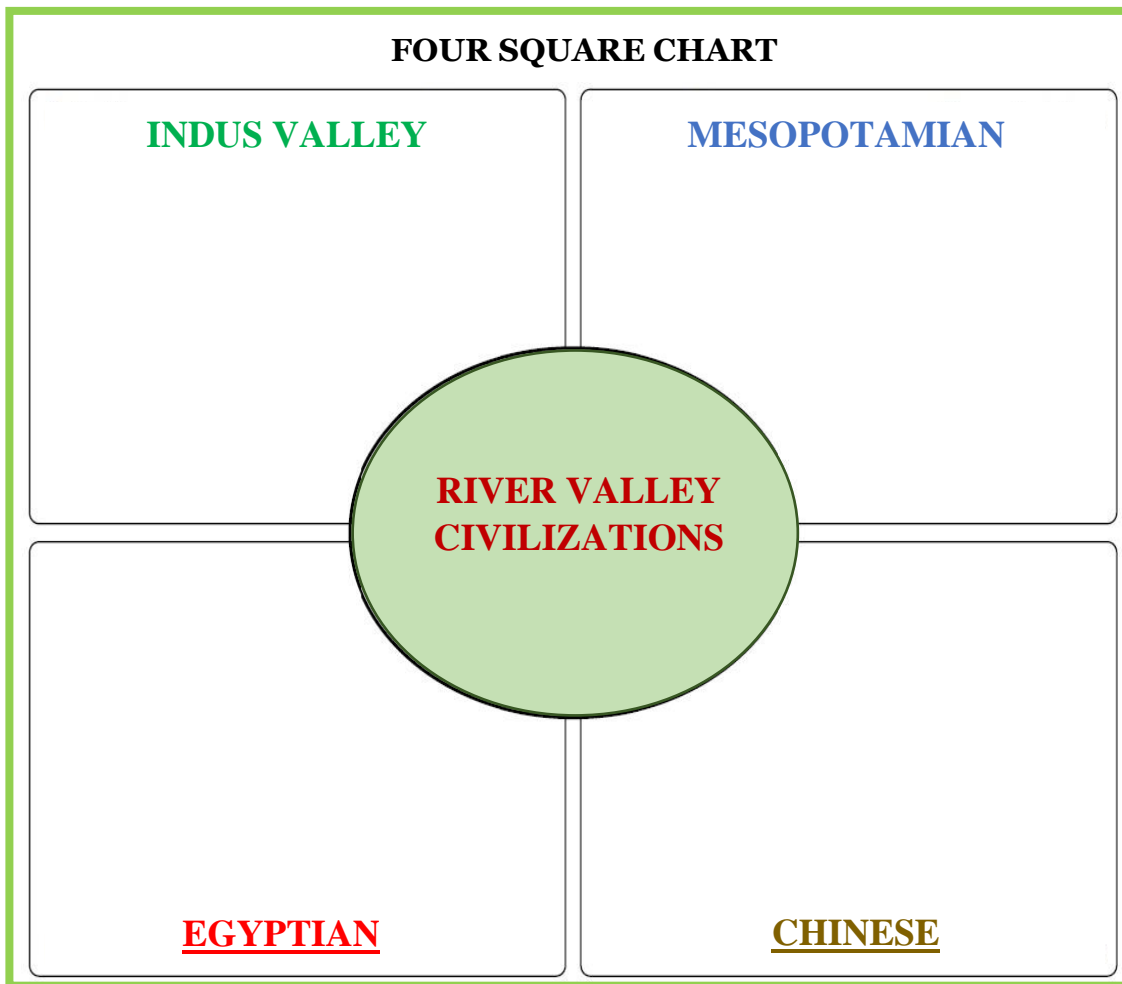 FOUR SQUARE CHART
INDUS VALLEY
MESOPOTAMIAN
RIVER VALLEY
CIVILIZATIONS
EGYPTIAN
CHINESE